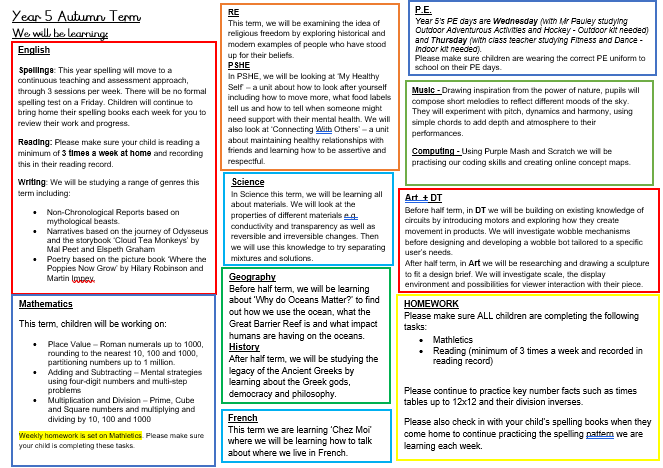 Year 5 Autumn Term
We will be learning:
English
Spellings: This year spelling will move to a
continuous teaching and assessment approach,
through 3 sessions per week. There will be no formal
spelling test on a Friday. Children will continue to
bring home their spelling books each week for you to
review their work and progress.
Reading: Please make sure your child is reading a
minimum of 3 times a week at home and recording
this in their reading record.
Writing: We will be studying a range of genres this
term including:
• Non-Chronological Reports based on
mythological beasts.
• Narratives based on the journey of Odysseus
and the storybook 'Cloud Tea Monkeys' by
Mal Peet and Elspeth Graham
• Poetry based on the picture book 'Where the
Poppies Now Grow' by Hilary Robinson and
Martin Impey.
Mathematics
This term, children will be working on:
• Place Value – Roman numerals up to 1000,
rounding to the nearest 10, 100 and 1000,
partitioning numbers up to 1 million.
• Adding and Subtracting – Mental strategies
using four-digit numbers and multi-step
problems
• Multiplication and Division – Prime, Cube
and Square numbers and multiplying and
dividing by 10, 100 and 1000
Weekly homework is set on Mathletics. Please make sure
your child is completing these tasks.
RE
This term, we will be examining the idea of
religious freedom by exploring historical and
modern examples of people who have stood
up for their beliefs.
PSHE
In PSHE, we will be looking at 'My Healthy
Self' – a unit about how to look after yourself
including how to move more, what food labels
tell us and how to tell when someone might
need support with their mental health. We will
also look at 'Connecting With Others' – a unit
about maintaining healthy relationships with
friends and learning how to be assertive and
respectful.
Science
In Science this term, we will be learning all
about materials. We will look at the
properties of different materials e.g.
conductivity and transparency as well as
reversible and irreversible changes. Then
we will use this knowledge to try separating
mixtures and solutions.
Geography
Before half term, we will be learning
about 'Why do Oceans Matter?' to find
out how we use the ocean, what the
Great Barrier Reef is and what impact
humans are having on the oceans.
History
After half term, we will be studying the
legacy of the Ancient Greeks by
learning about the Greek gods,
democracy and philosophy.
French
This term we are learning 'Chez Moi'
where we will be learning how to talk
about where we live in French.
P.E.
Year 5's PE days are Wednesday (with Mr Pauley studying
Outdoor Adventurous Activities and Hockey - Outdoor kit needed)
and Thursday (with class teacher studying Fitness and Dance -
Indoor kit needed).
Please make sure children are wearing the correct PE uniform to
school on their PE days.
Music - Drawing inspiration from the power of nature, pupils will
compose short melodies to reflect different moods of the sky.
They will experiment with pitch, dynamics and harmony, using
simple chords to add depth and atmosphere to their
performances.
Computing - Using Purple Mash and Scratch we will be
practising our coding skills and creating online concept maps.
Art + DT
Before half term, in DT we will be building on existing knowledge of
circuits by introducing motors and exploring how they create
movement in products. We will investigate wobble mechanisms
before designing and developing a wobble bot tailored to a specific
user's needs.
After half term, in Art we will be researching and drawing a sculpture
to fit a design brief. We will investigate scale, the display
environment and possibilities for viewer interaction with their piece.
HOMEWORK
Please make sure ALL children are completing the following
tasks:
• Mathletics
• Reading (minimum of 3 times a week and recorded in
reading record)
Please continue to practice key number facts such as times
tables up to 12x12 and their division inverses.
Please also check in with your child's spelling books when they
come home to continue practicing the spelling pattern we are
learning each week.